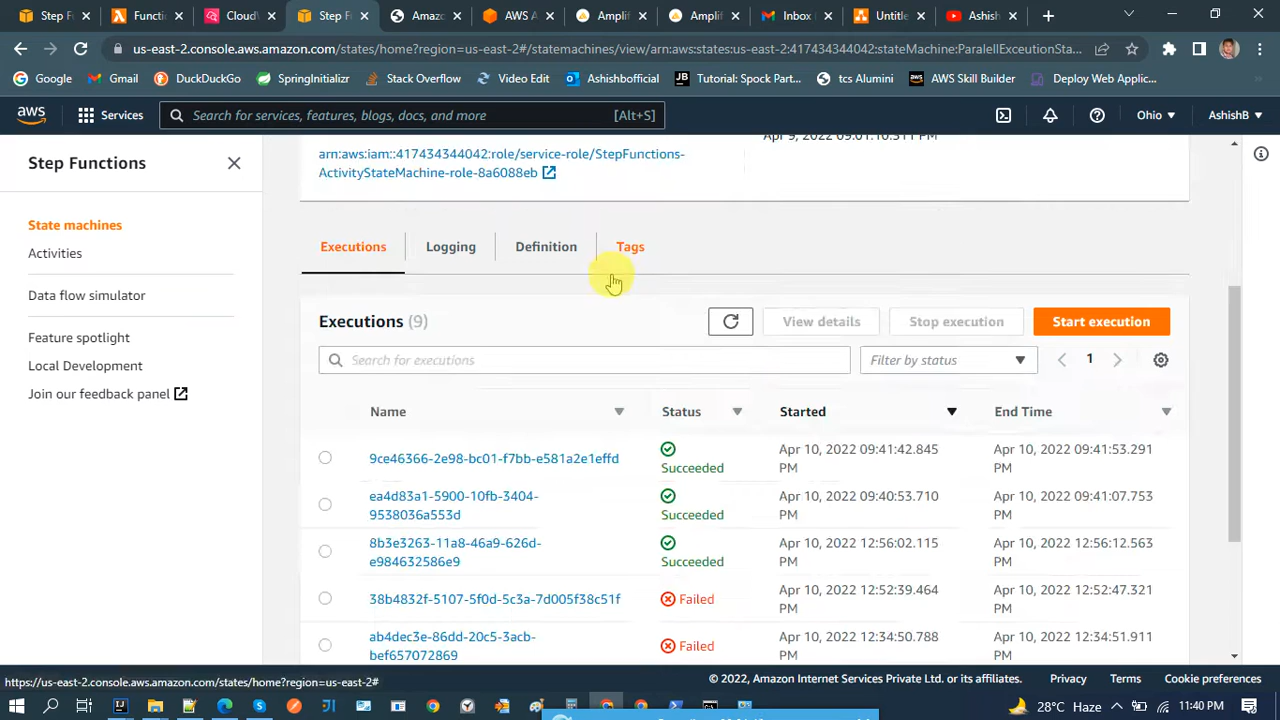 Step F
Functi
CloudV
Step F
Amazo
AWS A
Amplif
Amplif
Inbox
Untitle
Ashish
us-east-2.console.aws.amazon.com/states/home?region=us-east-2#/statemachines/view/arn:aws:states:us-east-2:417434344042:stateMachine:ParalellExceutionSta...
Google
Gmail
DuckDuckGo
SpringInitializr
Stack Overflow
Video Edit
Ashishbofficial
Tutorial: Spock Part...
tcs Alumini
AWS Skill Builder
Deploy Web Applic...
aws
Services
Search for services, features, blogs, docs, and more
[Alt+S]
Ohio
AshishB
Step Functions
State machines
Activities
Data flow simulator
Feature spotlight
Local Development
Join our feedback panel
Apr 9, 2022 09:01:10.311 PM
arn:aws:iam::417434344042:role/service-role/StepFunctions-
ActivityStateMachine-role-8a6088eb
Executions
Logging
Definition
Tags
Executions (9)
View details
Stop execution
Start execution
Search for executions
Filter by status
1
Name
Status
Started
End Time
9ce46366-2e98-bc01-f7bb-e581a2e1effd
Succeeded
Apr 10, 2022 09:41:42.845
PM
Apr 10, 2022 09:41:53.291
PM
ea4d83a1-5900-10fb-3404-
9538036a553d
Succeeded
Apr 10, 2022 09:40:53.710
PM
Apr 10, 2022 09:41:07.753
PM
8b3e3263-11a8-46a9-626d-
e984632586e9
Succeeded
Apr 10, 2022 12:56:02.115
PM
Apr 10, 2022 12:56:12.563
PM
38b4832f-5107-5f0d-5c3a-7d005f38c51f
Failed
Apr 10, 2022 12:52:39.464
PM
Apr 10, 2022 12:52:47.321
PM
ab4dec3e-86dd-20c5-3acb-
bef657072869
Failed
Apr 10, 2022 12:34:50.788
PM
Apr 10, 2022 12:34:51.911
PM
https://us-east-2.console.aws.amazon.com/states/home?region=us-east-2#
© 2022, Amazon Internet Services Private Ltd. or its affiliates.
Privacy
Terms
Cookie preferences
28°C Haze
11:40 PM